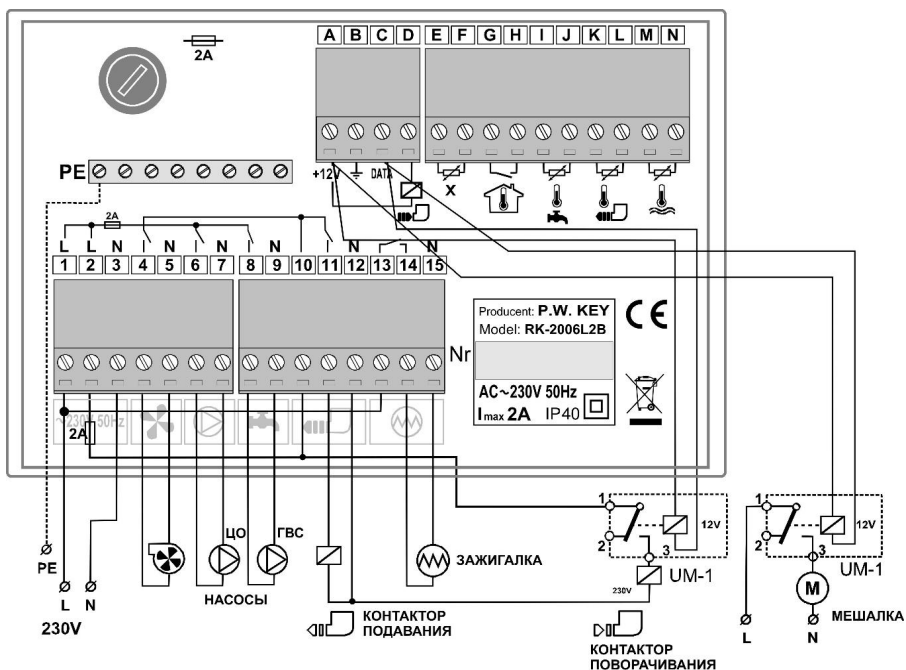 2A
A B C D E F G H I J K L M N
+12V DATA X
PE
2A
L L N N N N N N
1 2 3 4 5 6 7 8 9 10 11 12 13 14 15
Producent: P.W. KEY
Model: RK-2006L2B
CE
Nr
AC~230V 50Hz
Imax 2A IP40
~230V 50Hz
2A
PE
L N
230V
ЦО
ГВС
НАСОСЫ
ЗАЖИГАЛКА
КОНТАКТОР
ПОДАВАНИЯ
1
2
3
12V
UM-1
230V
КОНТАКТОР
ПОВОРАЧИВАНИЯ
1
2
3
12V
UM-1
M
МЕШАЛКА
L N